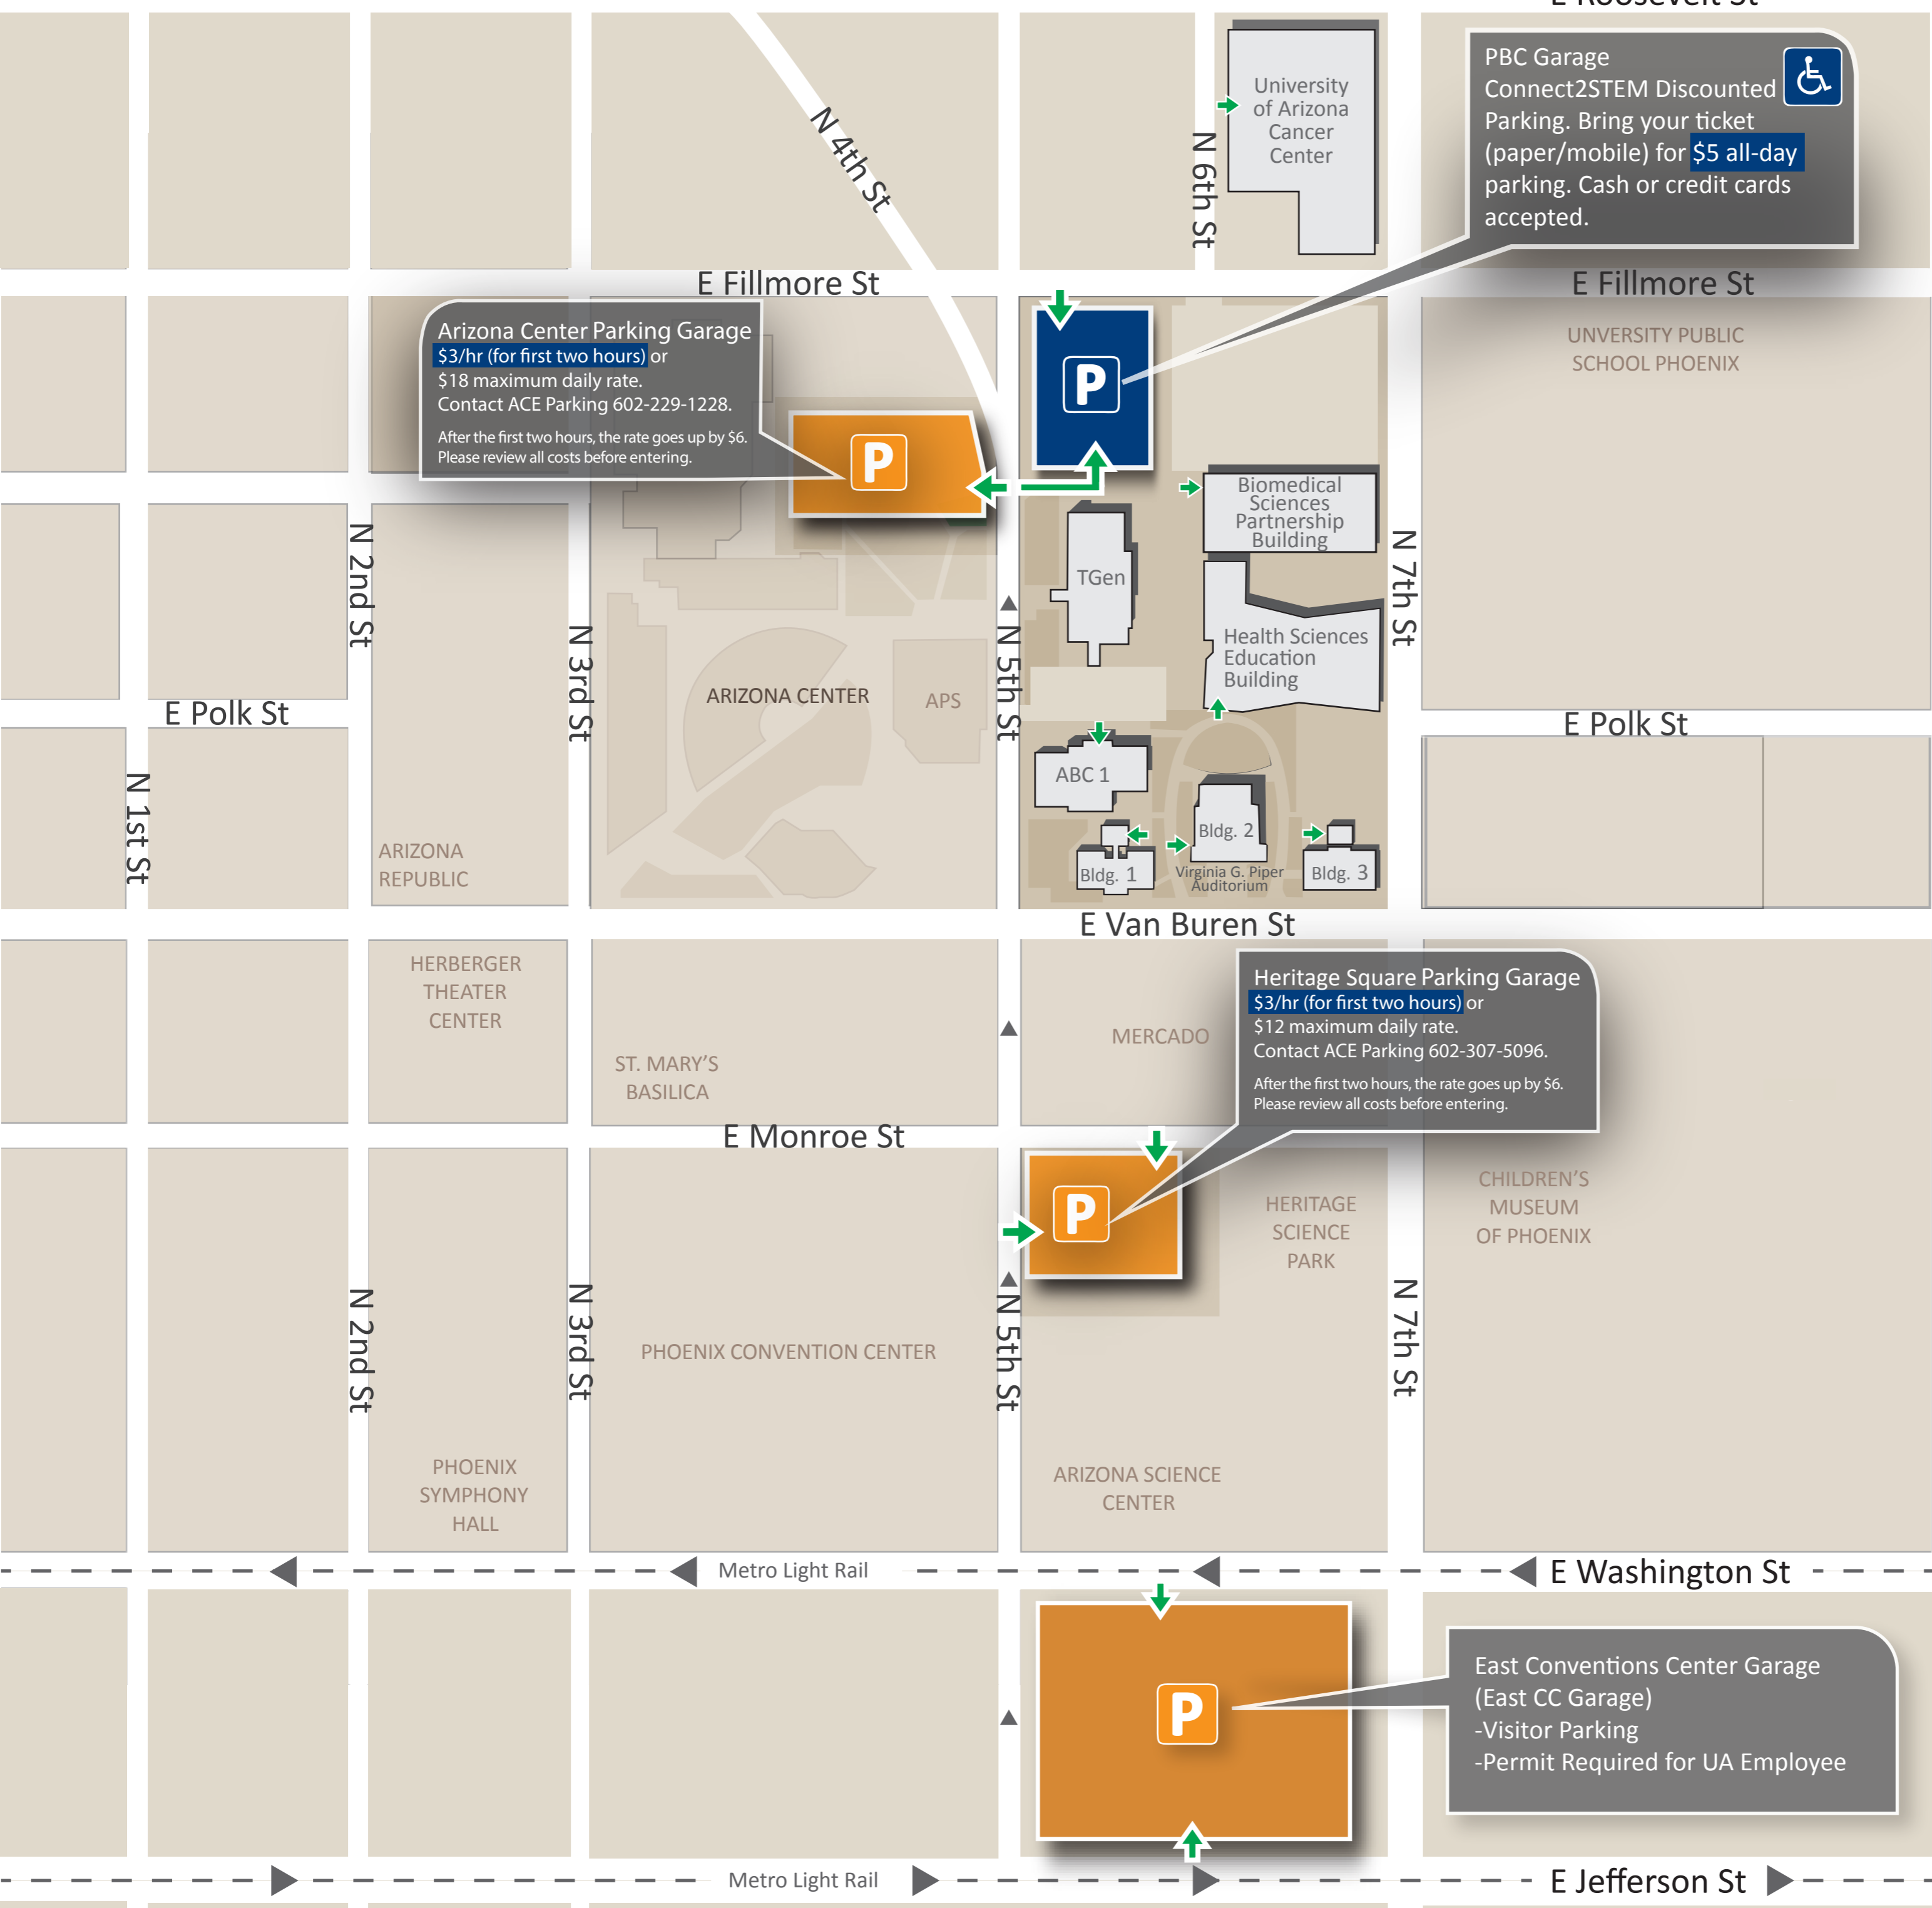 E Roosevelt St
PBC Garage
Connect2STEM Discounted
Parking. Bring your ticket
(paper/mobile) for $5 all-day
parking. Cash or credit cards
accepted.
University
of Arizona
Cancer
Center
N 4th St
N 6th St
E Fillmore St
E Fillmore St
Arizona Center Parking Garage
$3/hr (for first two hours) or
$18 maximum daily rate.
Contact ACE Parking 602-229-1228.
After the first two hours, the rate goes up by $6.
Please review all costs before entering.
P
P
UNVERSITY PUBLIC
SCHOOL PHOENIX
Biomedical
Sciences
Partnership
Building
TGen
Health Sciences
Education
Building
N 2nd St
N 3rd St
N 5th St
N 7th St
ARIZONA CENTER
APS
E Polk St
E Polk St
N 1st St
ABC 1
Bldg. 1
Bldg. 2
Virginia G. Piper
Auditorium
Bldg. 3
ARIZONA
REPUBLIC
E Van Buren St
HERBERGER
THEATER
CENTER
ST. MARY'S
BASILICA
MERCADO
Heritage Square Parking Garage
$3/hr (for first two hours) or
$12 maximum daily rate.
Contact ACE Parking 602-307-5096.
After the first two hours, the rate goes up by $6.
Please review all costs before entering.
E Monroe St
P
HERITAGE
SCIENCE
PARK
CHILDREN'S
MUSEUM
OF PHOENIX
N 2nd St
N 3rd St
N 5th St
N 7th St
PHOENIX CONVENTION CENTER
PHOENIX
SYMPHONY
HALL
ARIZONA SCIENCE
CENTER
Metro Light Rail
E Washington St
P
East Conventions Center Garage
(East CC Garage)
-Visitor Parking
-Permit Required for UA Employee
Metro Light Rail
E Jefferson St